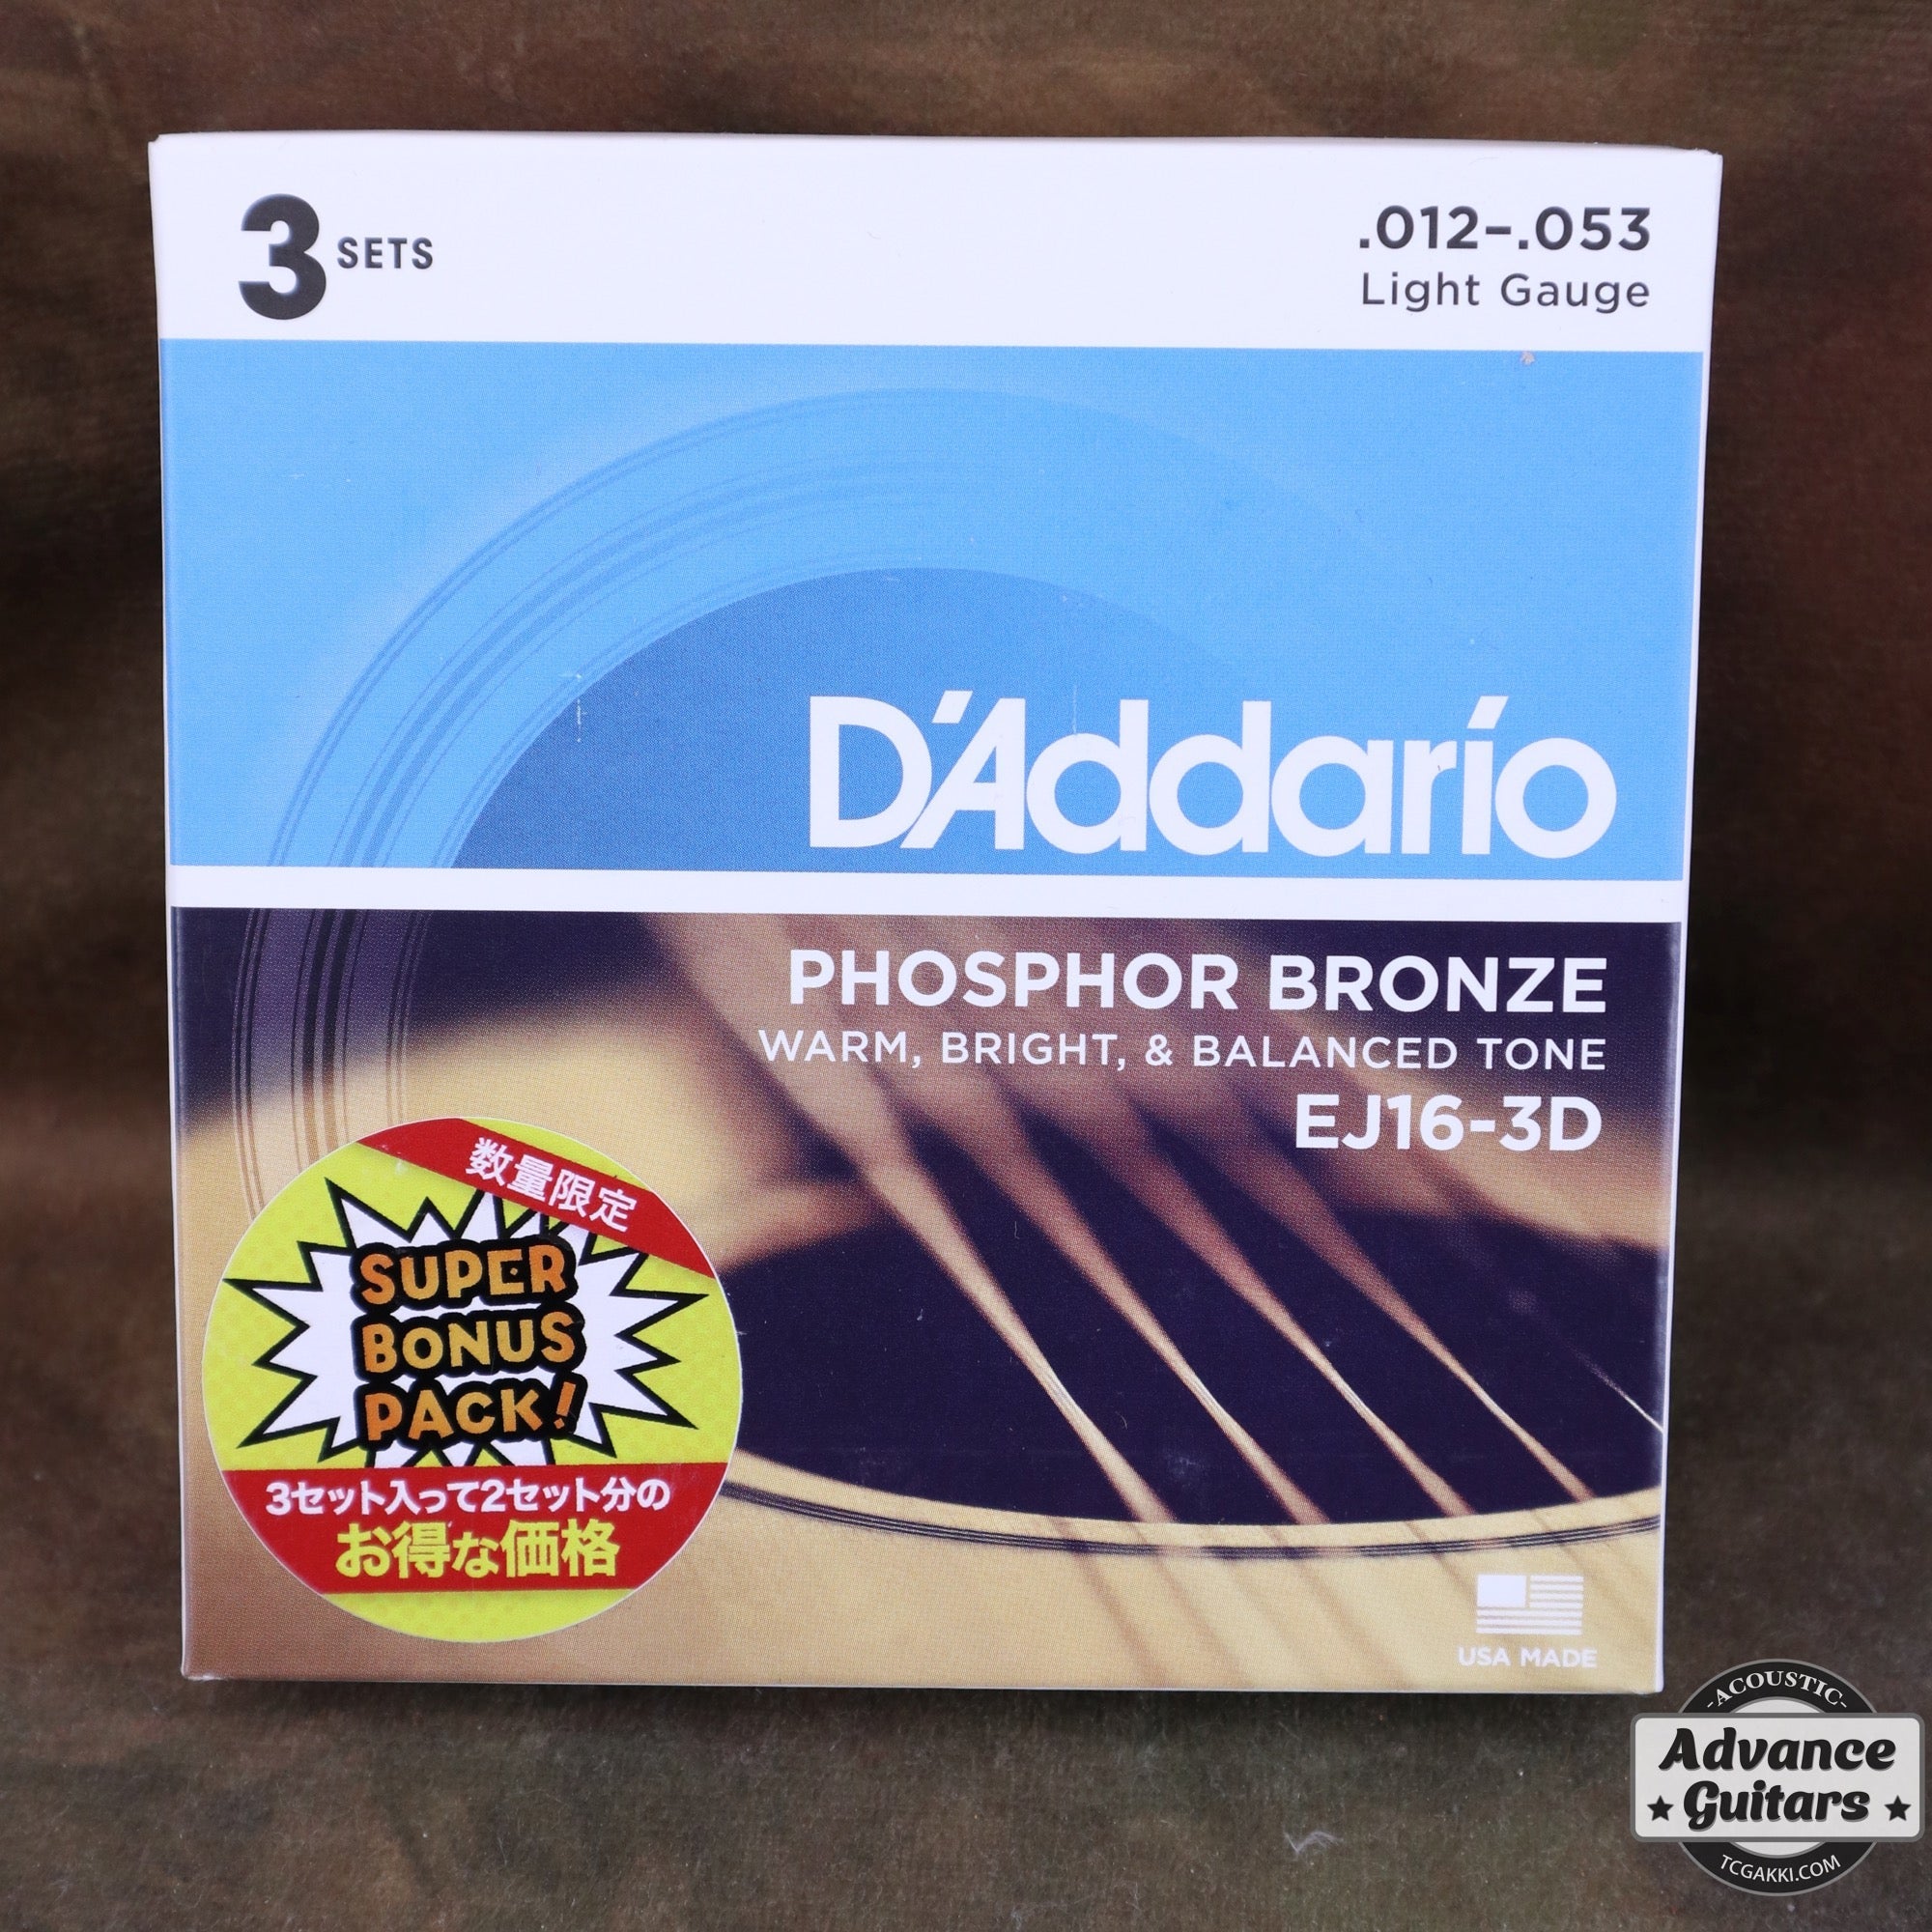 3 SETS
.012–.053
Light Gauge
D'Addario
PHOSPHOR BRONZE
WARM, BRIGHT, & BALANCED TONE
EJ16-3D
数量限定
SUPER
BONUS
PACK!
3セット入って2セット分の
お得な価格
USA MADE
-ACOUSTIC-
Advance
Guitars
TCGAKKI.COM